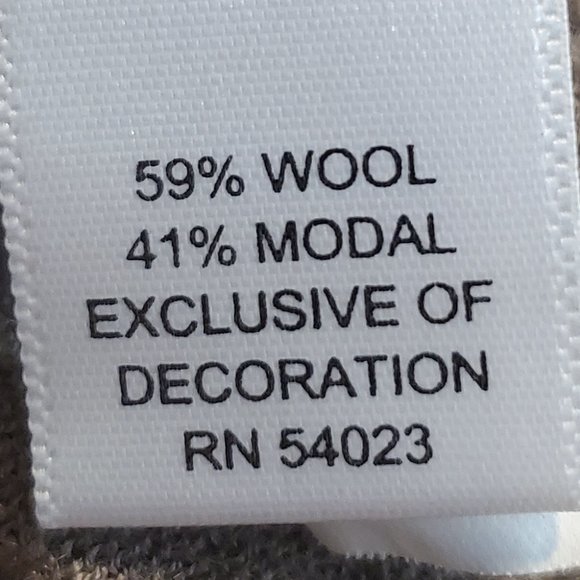 59% WOOL
41% MODAL
EXCLUSIVE OF
DECORATION
RN 54023